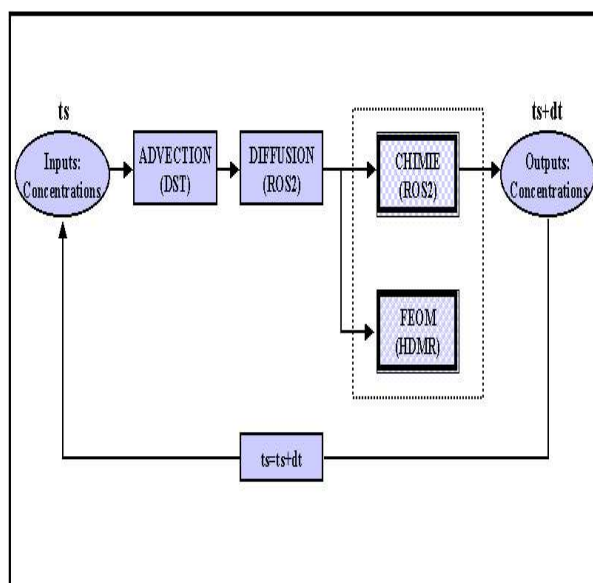 ts
ts+dt
Inputs:
Concentrations
ADVECTION
(DST)
DIFFUSION
(ROS2)
CHIMIE
(ROS2)
Outputs:
Concentrations
FEOM
(HDMR)
ts=ts+dt